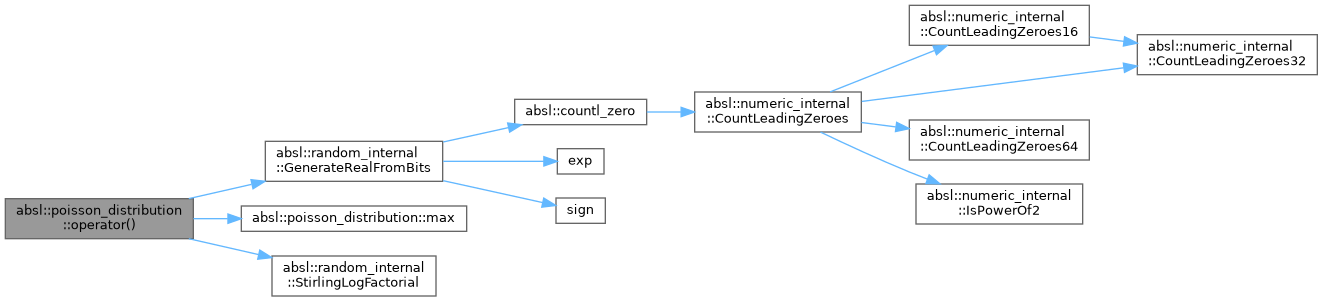 absl::poisson_distribution
::operator()
absl::random_internal
::GenerateRealFromBits
absl::countl_zero
absl::numeric_internal
::CountLeadingZeroes
absl::numeric_internal
::CountLeadingZeroes16
absl::numeric_internal
::CountLeadingZeroes32
absl::numeric_internal
::CountLeadingZeroes64
absl::numeric_internal
::IsPowerOf2
exp
sign
absl::poisson_distribution::max
absl::random_internal
::StirlingLogFactorial